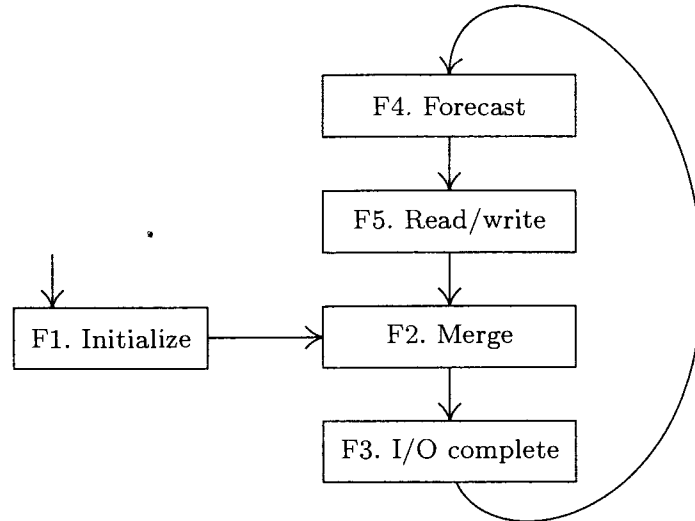 F4. Forecast
F5. Read/write
F1. Initialize
F2. Merge
F3. I/O complete